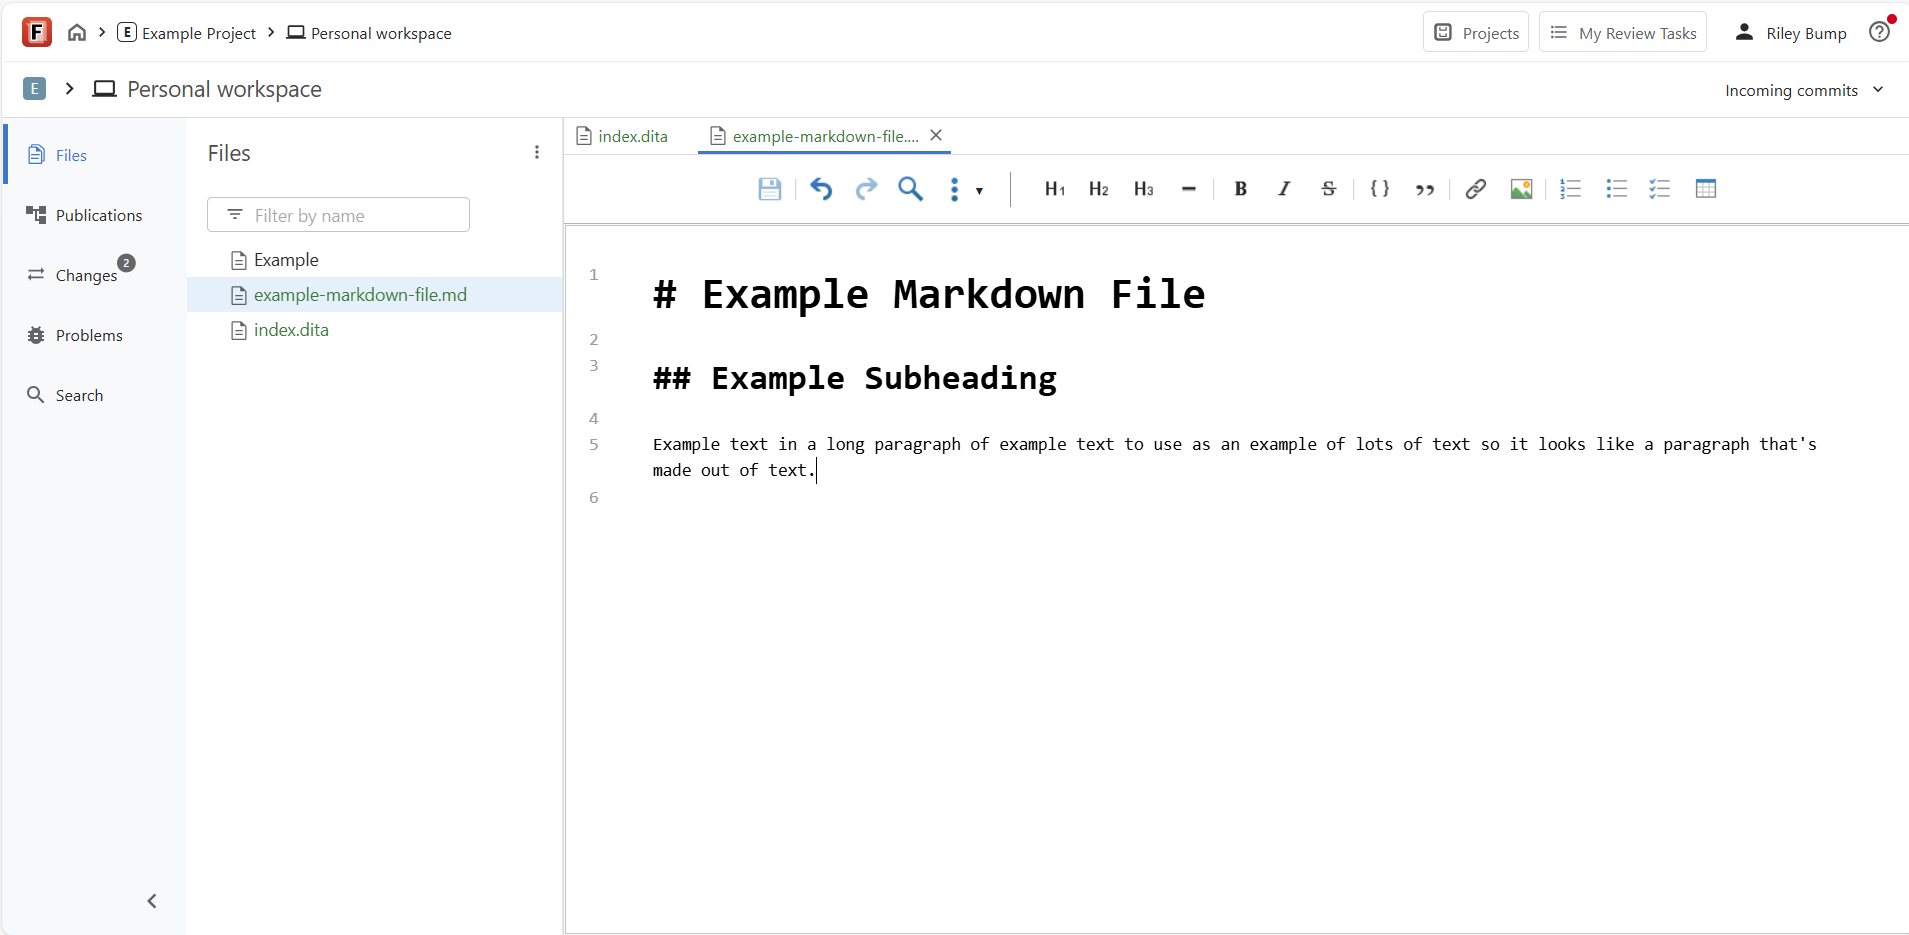 F Example Project Personal workspace Projects My Review Tasks Riley Bump
E Personal workspace Incoming commits
Files
Publications
Changes 2
Problems
Search
Files
Filter by name
Example
example-markdown-file.md
index.dita
index.dita example-markdown-file....
H1 H2 H3 B I S { } ”
1 # Example Markdown File
2
3 ## Example Subheading
4
5 Example text in a long paragraph of example text to use as an example of lots of text so it looks like a paragraph that's
made out of text.
6